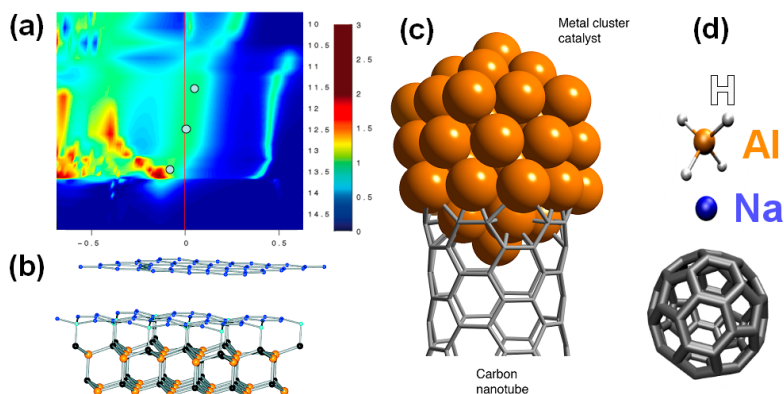 (a)
10
10.5
11
11.5
12
12.5
13
13.5
14
14.5
3
2.5
2
1.5
1
0.5
0
−0.5
0
0.5
(b)
(c)
Metal cluster
catalyst
Carbon
nanotube
(d)
H
Al
Na